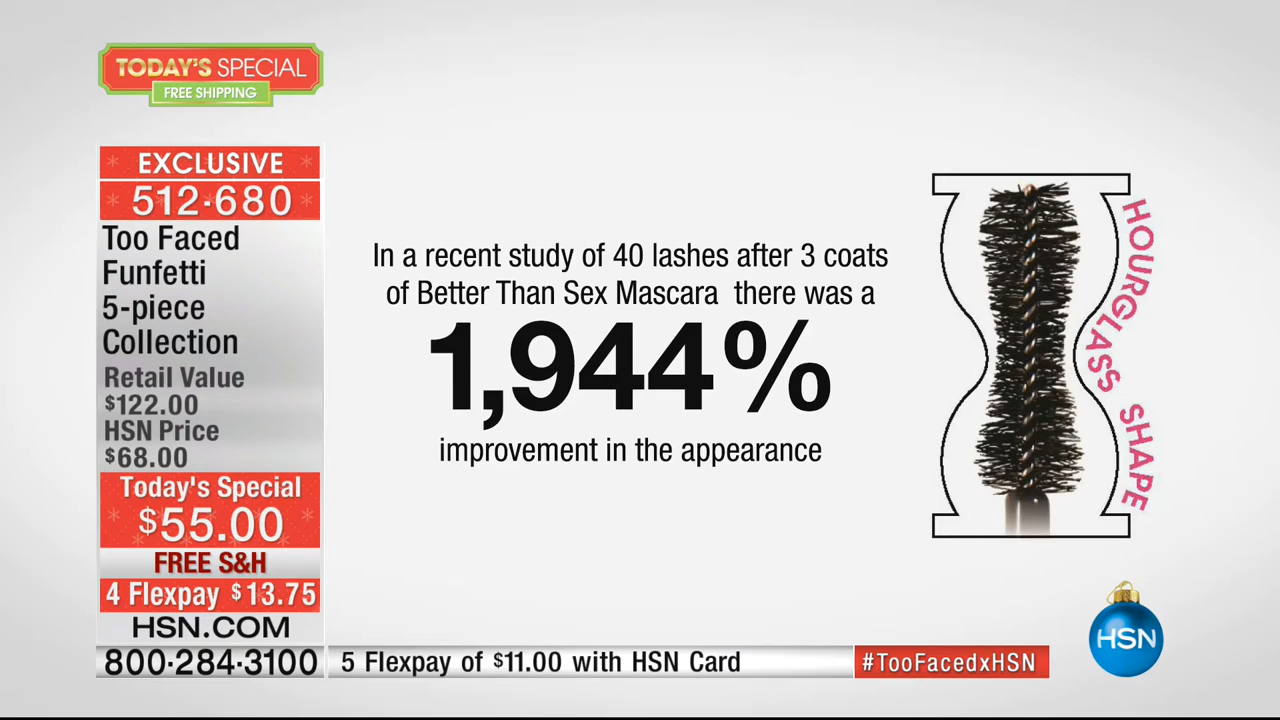 TODAY'S SPECIAL
FREE SHIPPING
EXCLUSIVE
512-680
Too Faced
Funfetti
5-piece
Collection
Retail Value
$122.00
HSN Price
$68.00
Today's Special
$55.00
FREE S&H
4 Flexpay $13.75
HSN.COM
800-284-3100
In a recent study of 40 lashes after 3 coats
of Better Than Sex Mascara there was a
1,944%
improvement in the appearance
HOURGLASS SHAPE
5 Flexpay of $11.00 with HSN Card
#TooFacedxHSN
HSN